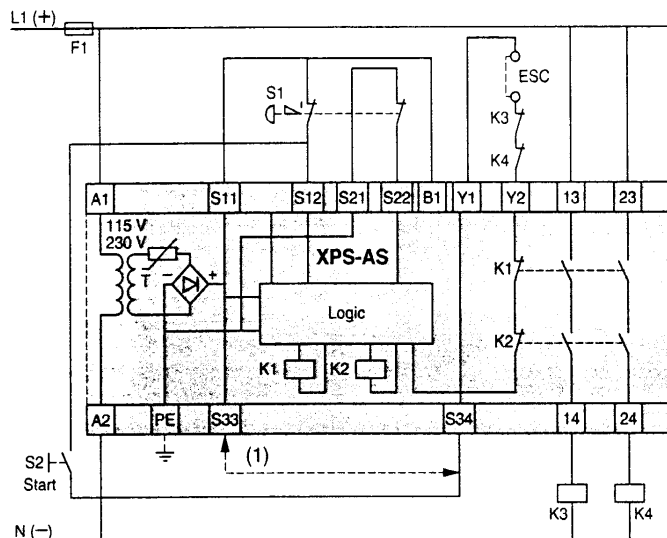 L1 (+)
F1
ESC
S1
K3
K4
A1 S11 S12 S21 S22 B1 Y1 Y2 13 23
115 V
230 V
XPS-AS
T
–
+
K1
Logic
K2
K1 K2
A2 PE S33 S34 14 24
(1)
S2
Start
K3 K4
N (–)